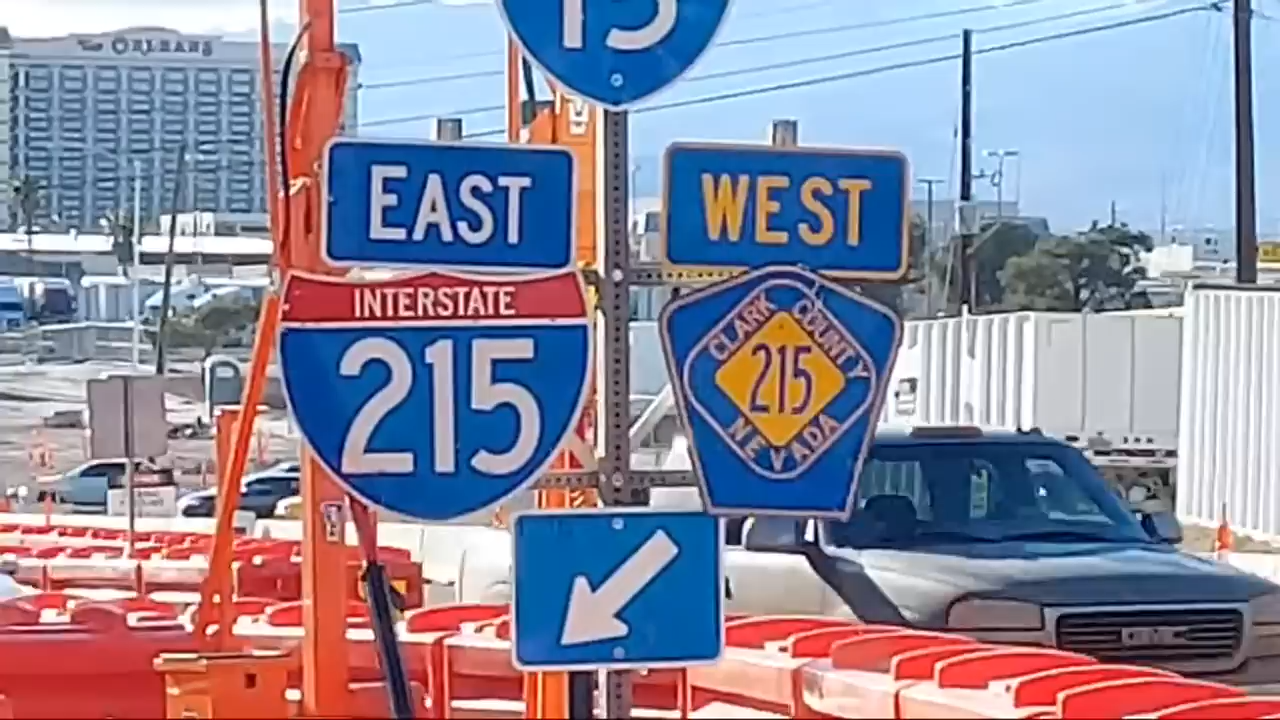 The ORLEANS
15
EAST
WEST
INTERSTATE
215
CLARK COUNTY
215
NEVADA
GMC